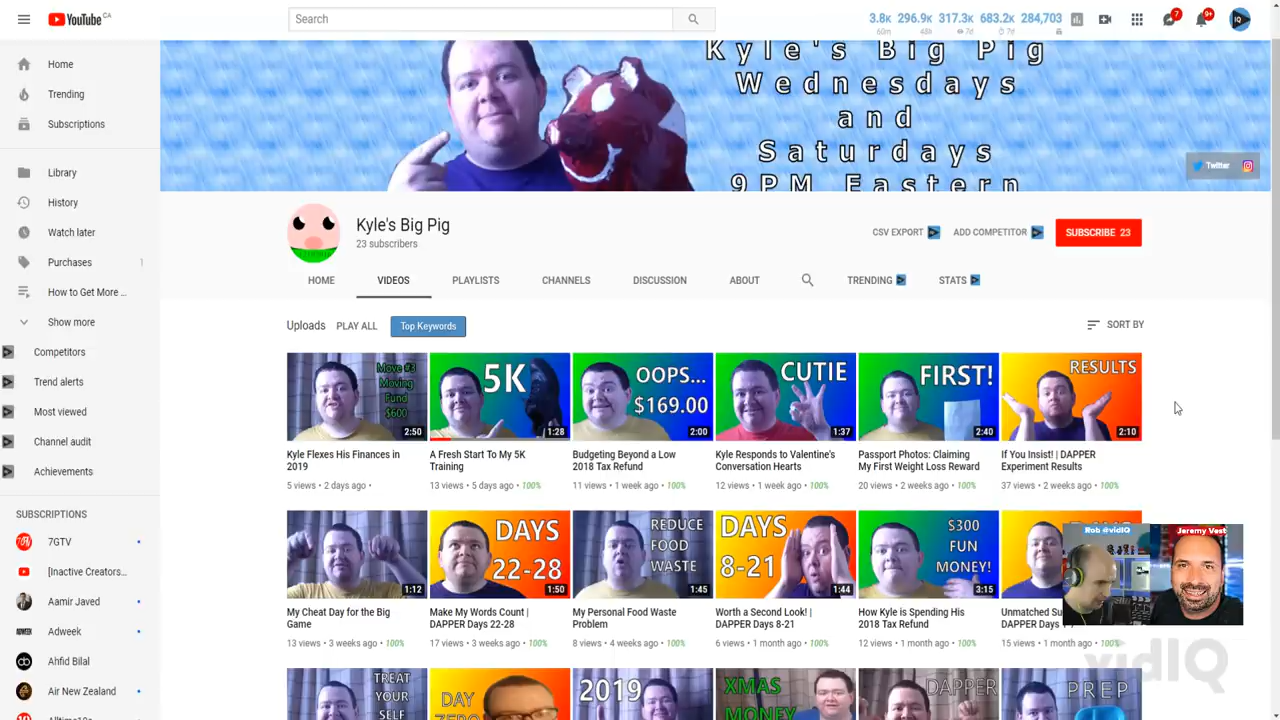 YouTube CA
Search
3.8k 296.9k 317.3k 683.2k 284,703
60m 48h 7d 7d
7
9+
IQ
Home
Trending
Subscriptions
Library
History
Watch later
Purchases 1
How to Get More ...
Show more
Competitors
Trend alerts
Most viewed
Channel audit
Achievements
SUBSCRIPTIONS
7GTV
[Inactive Creators...
Aamir Javed
Adweek
Ahfid Bilal
Air New Zealand
Kyle's Big Pig
Wednesdays
and
Saturdays
9PM Eastern
Twitter
Kyle's Big Pig
23 subscribers
CSV EXPORT
ADD COMPETITOR
SUBSCRIBE 23
HOME
VIDEOS
PLAYLISTS
CHANNELS
DISCUSSION
ABOUT
TRENDING
STATS
Uploads
PLAY ALL
Top Keywords
SORT BY
Move #3
Moving
Fund
$600
2:50
5K
1:28
OOPS...
$169.00
2:00
CUTIE
1:37
FIRST!
2:40
RESULTS
2:10
Kyle Flexes His Finances in
2019
5 views • 2 days ago •
A Fresh Start To My 5K
Training
13 views • 5 days ago • 100%
Budgeting Beyond a Low
2018 Tax Refund
11 views • 1 week ago • 100%
Kyle Responds to Valentine's
Conversation Hearts
12 views • 1 week ago • 100%
Passport Photos: Claiming
My First Weight Loss Reward
20 views • 2 weeks ago • 100%
If You Insist! | DAPPER
Experiment Results
37 views • 2 weeks ago • 100%
1:12
DAYS
22-28
1:50
REDUCE
FOOD
WASTE
1:45
DAYS
8-21
1:44
$300
FUN
MONEY!
3:15
Rob @vidIQ
Jeremy Vest
My Cheat Day for the Big
Game
13 views • 3 weeks ago • 100%
Make My Words Count |
DAPPER Days 22-28
17 views • 3 weeks ago • 100%
My Personal Food Waste
Problem
8 views • 4 weeks ago • 100%
Worth a Second Look! |
DAPPER Days 8-21
6 views • 1 month ago • 100%
How Kyle is Spending His
2018 Tax Refund
12 views • 1 month ago • 100%
Unmatched
DAPPER Days
15 views • 1 month ago • 100%
vidIQ
TREAT
YOUR
SELF
DAY
ZERO
2019
XMAS
MONEY
DAPPER
PREP